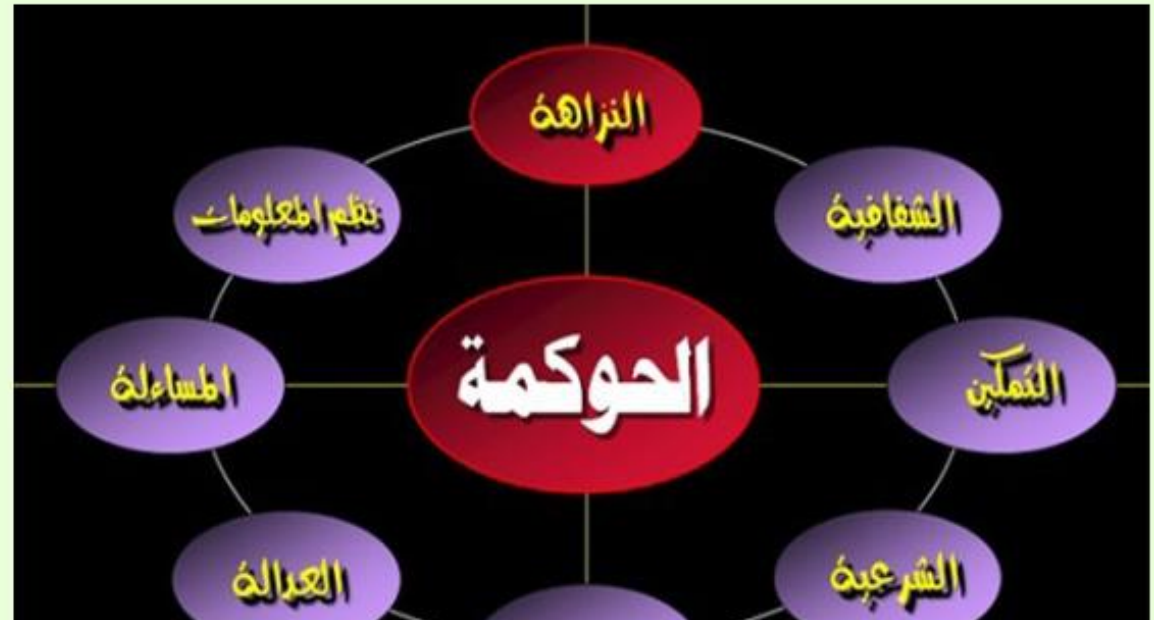 النزاهة
الشفافية
نظم المعلومات
التمكين
الحوكمة
المساءلة
الشرعية
العدالة